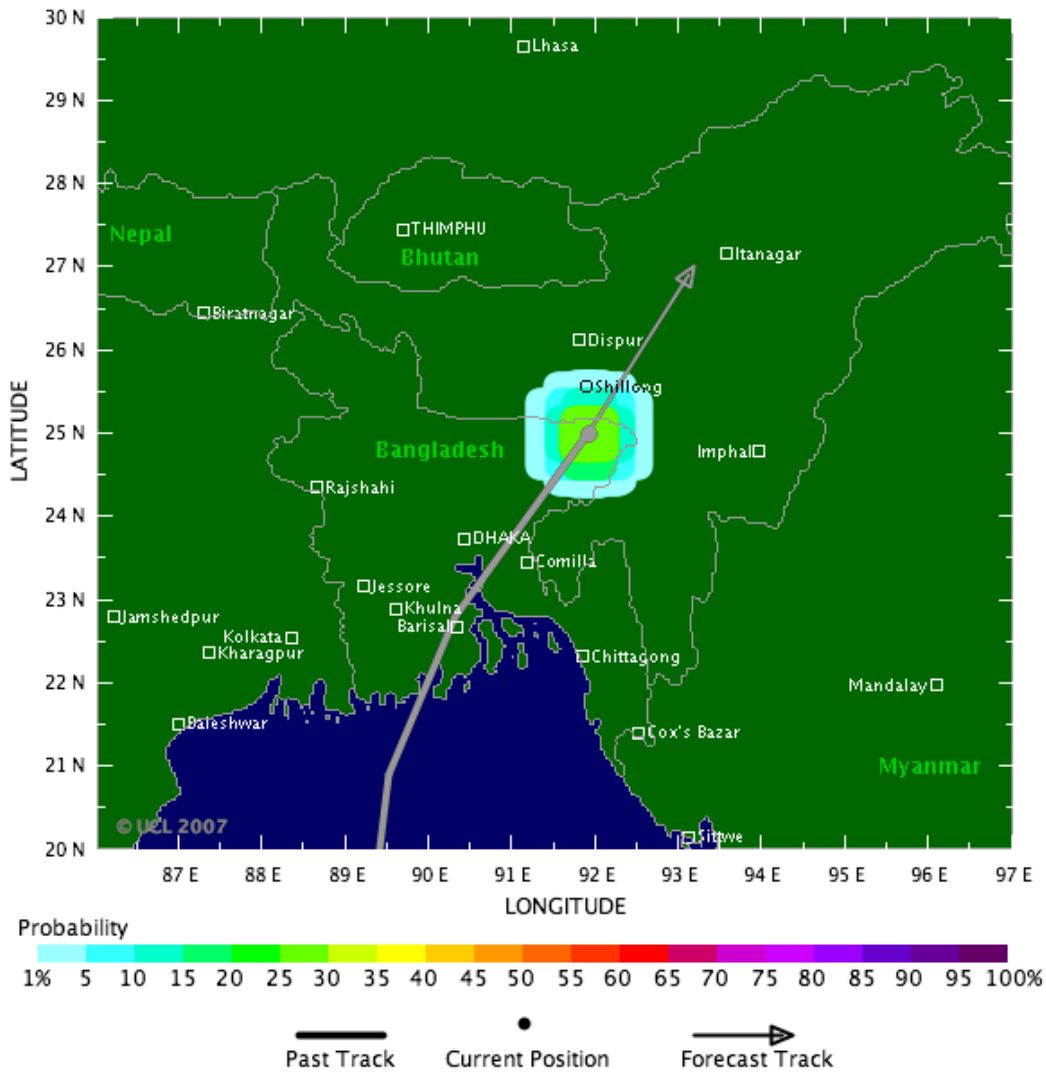 30 N
Lhasa
29 N
28 N
THIMPHU
Nepal
Bhutan
Itanagar
27 N
Biratnagar
26 N
Dispur
Shillong
LATITUDE
25 N
Bangladesh
Imphal
Rajshahi
24 N
DHAKA
Comilla
Jessore
23 N
Khulna
Jamshedpur
Barisal
Kolkata
Kharagpur
Chittagong
22 N
Mandalay
Baleshwar
Cox's Bazar
21 N
Myanmar
© UCL 2007
Sittwe
20 N
87 E 88 E 89 E 90 E 91 E 92 E 93 E 94 E 95 E 96 E 97 E
LONGITUDE
Probability
1% 5 10 15 20 25 30 35 40 45 50 55 60 65 70 75 80 85 90 95 100%
Past Track Current Position Forecast Track